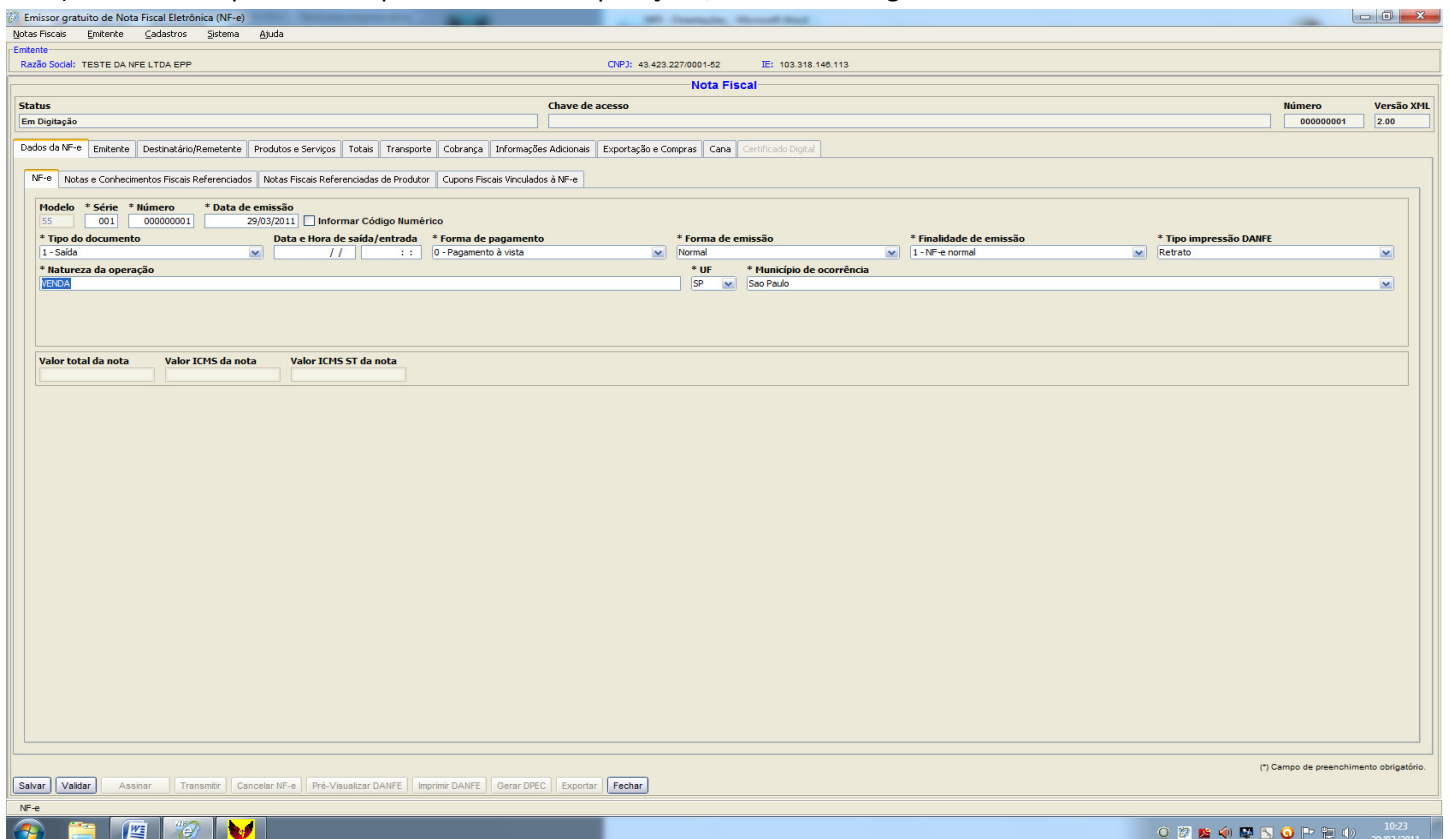 Emissor gratuito de Nota Fiscal Eletrônica (NF-e)
Notas Fiscais Emitente Cadastros Sistema Ajuda
Emitente
Razão Social: TESTE DA NFE LTDA EPP CNPJ: 43.423.227/0001-52 IE: 103.318.146.113
Nota Fiscal
Status Chave de acesso Número Versão XML
Em Digitação 000000001 2.00
Dados da NF-e Emitente Destinatário/Remetente Produtos e Serviços Totais Transporte Cobrança Informações Adicionais Exportação e Compras Cana Certificado Digital
NF-e Notas e Conhecimentos Fiscais Referenciados Notas Fiscais Referenciadas de Produtor Cupons Fiscais Vinculados à NF-e
Modelo * Série * Número * Data de emissão
55 001 000000001 29/03/2011 Informar Código Numérico
* Tipo do documento Data e Hora de saída/entrada * Forma de pagamento * Forma de emissão * Finalidade de emissão * Tipo impressão DANFE
1 - Saída / / : : 0 - Pagamento à vista Normal 1 - NF-e normal Retrato
* Natureza da operação * UF * Município de ocorrência
VENDA SP Sao Paulo
Valor total da nota Valor ICMS da nota Valor ICMS ST da nota
(*) Campo de preenchimento obrigatório.
Salvar Validar Assinar Transmitir Cancelar NF-e Pré-Visualizar DANFE Imprimir DANFE Gerar DPEC Exportar Fechar
NF-e
10:23